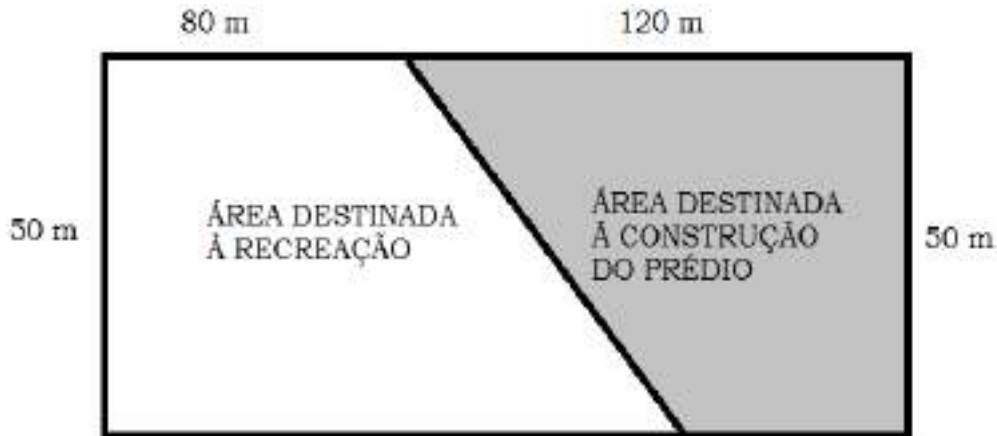 80 m
120 m
50 m
ÁREA DESTINADA
À RECREAÇÃO
ÁREA DESTINADA
À CONSTRUÇÃO
DO PRÉDIO
50 m